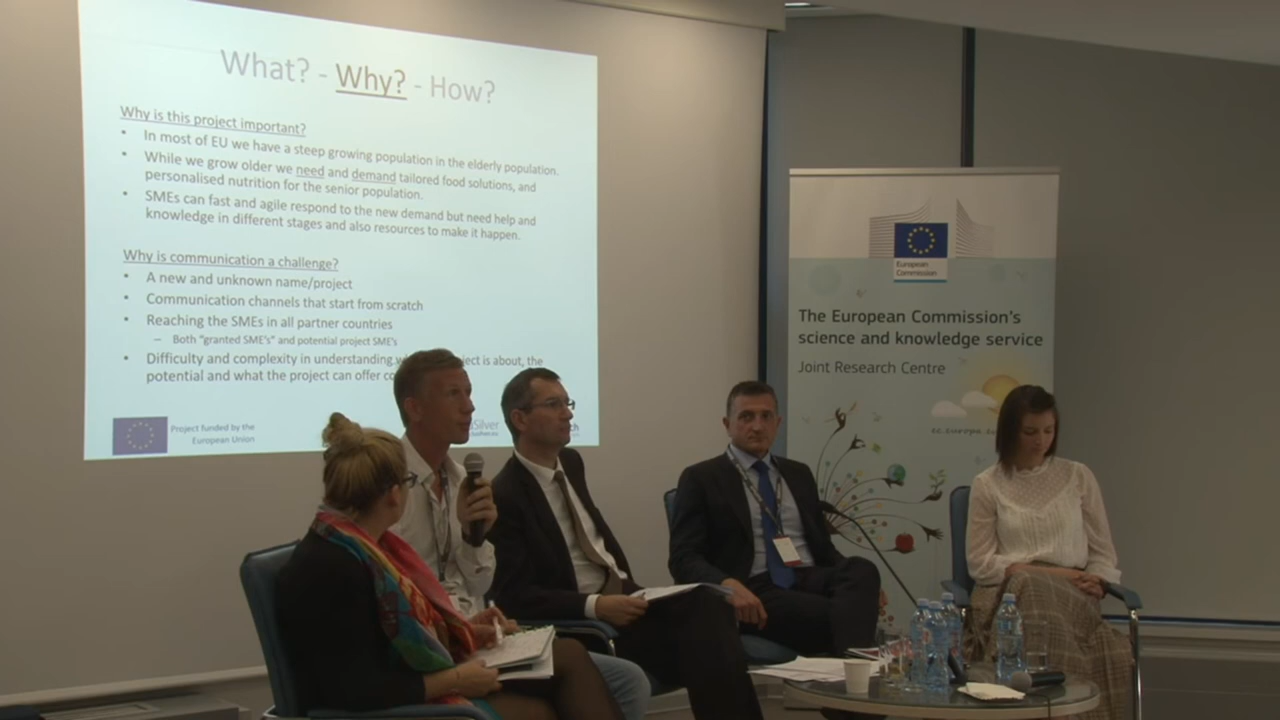 What? - Why? - How?
Why is this project important?
• In most of EU we have a steep growing population in the elderly population.
• While we grow older we need and demand tailored food solutions, and
personalised nutrition for the senior population.
• SMEs can fast and agile respond to the new demand but need help and
knowledge in different stages and also resources to make it happen.
Why is communication a challenge?
• A new and unknown name/project
• Communication channels that start from scratch
• Reaching the SMEs in all partner countries
– Both "granted SME's" and potential project SME's
• Difficulty and complexity in understanding is about, the
potential and what the project can offer
Project funded by the
European Union
European
Commission
The European Commission's
science and knowledge service
Joint Research Centre